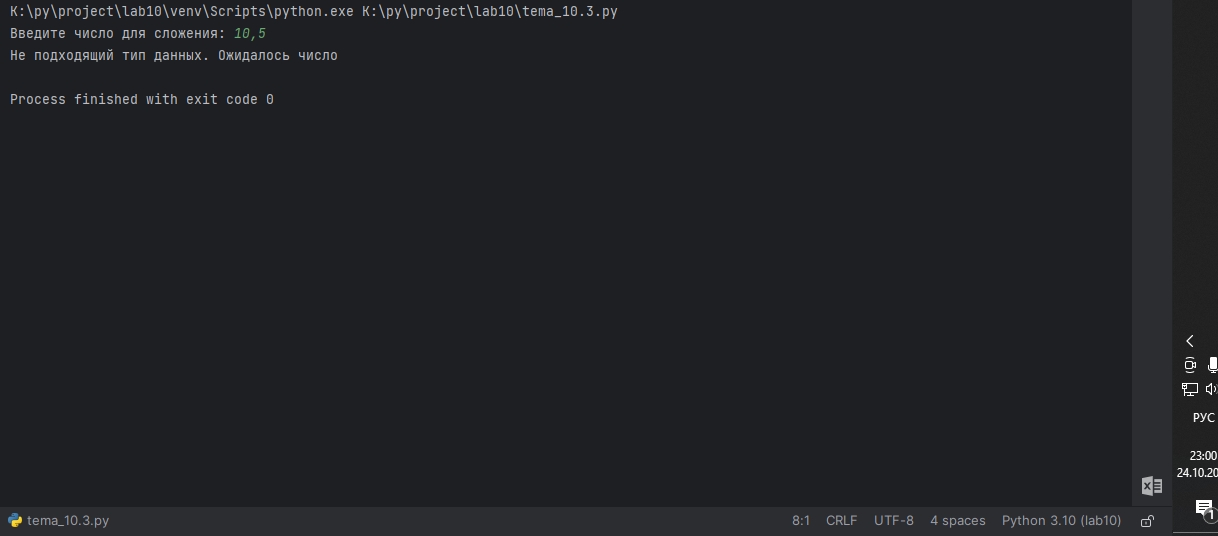 K:\py\project\lab10\venv\Scripts\python.exe K:\py\project\lab10\tema_10.3.py
Введите число для сложения: 10,5
Не подходящий тип данных. Ожидалось число
Process finished with exit code 0
РУС
23:00
24.10.20
1
tema_10.3.py 8:1 CRLF UTF-8 4 spaces Python 3.10 (lab10)